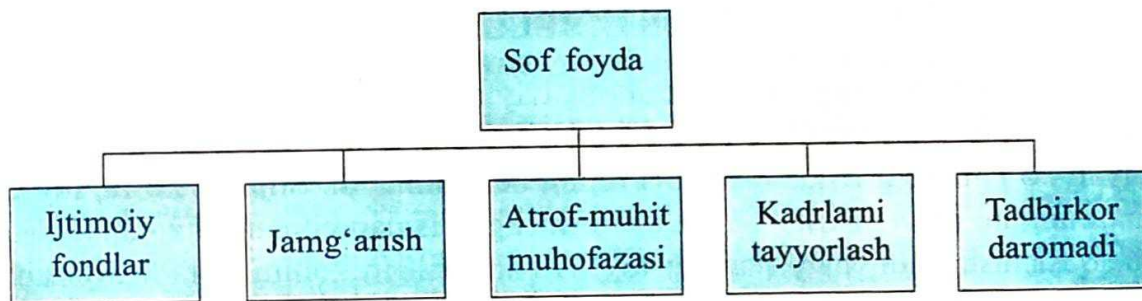 Sof foyda
Ijtimoiy
fondlar
Jamg‘arish
Atrof-muhit
muhofazasi
Kadrlarni
tayyorlash
Tadbirkor
daromadi